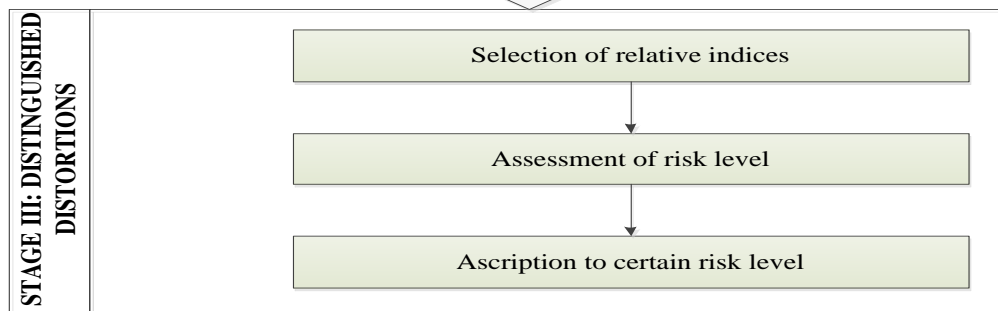 STAGE III: DISTINGUISHED
DISTORTIONS
Selection of relative indices
Assessment of risk level
Ascription to certain risk level